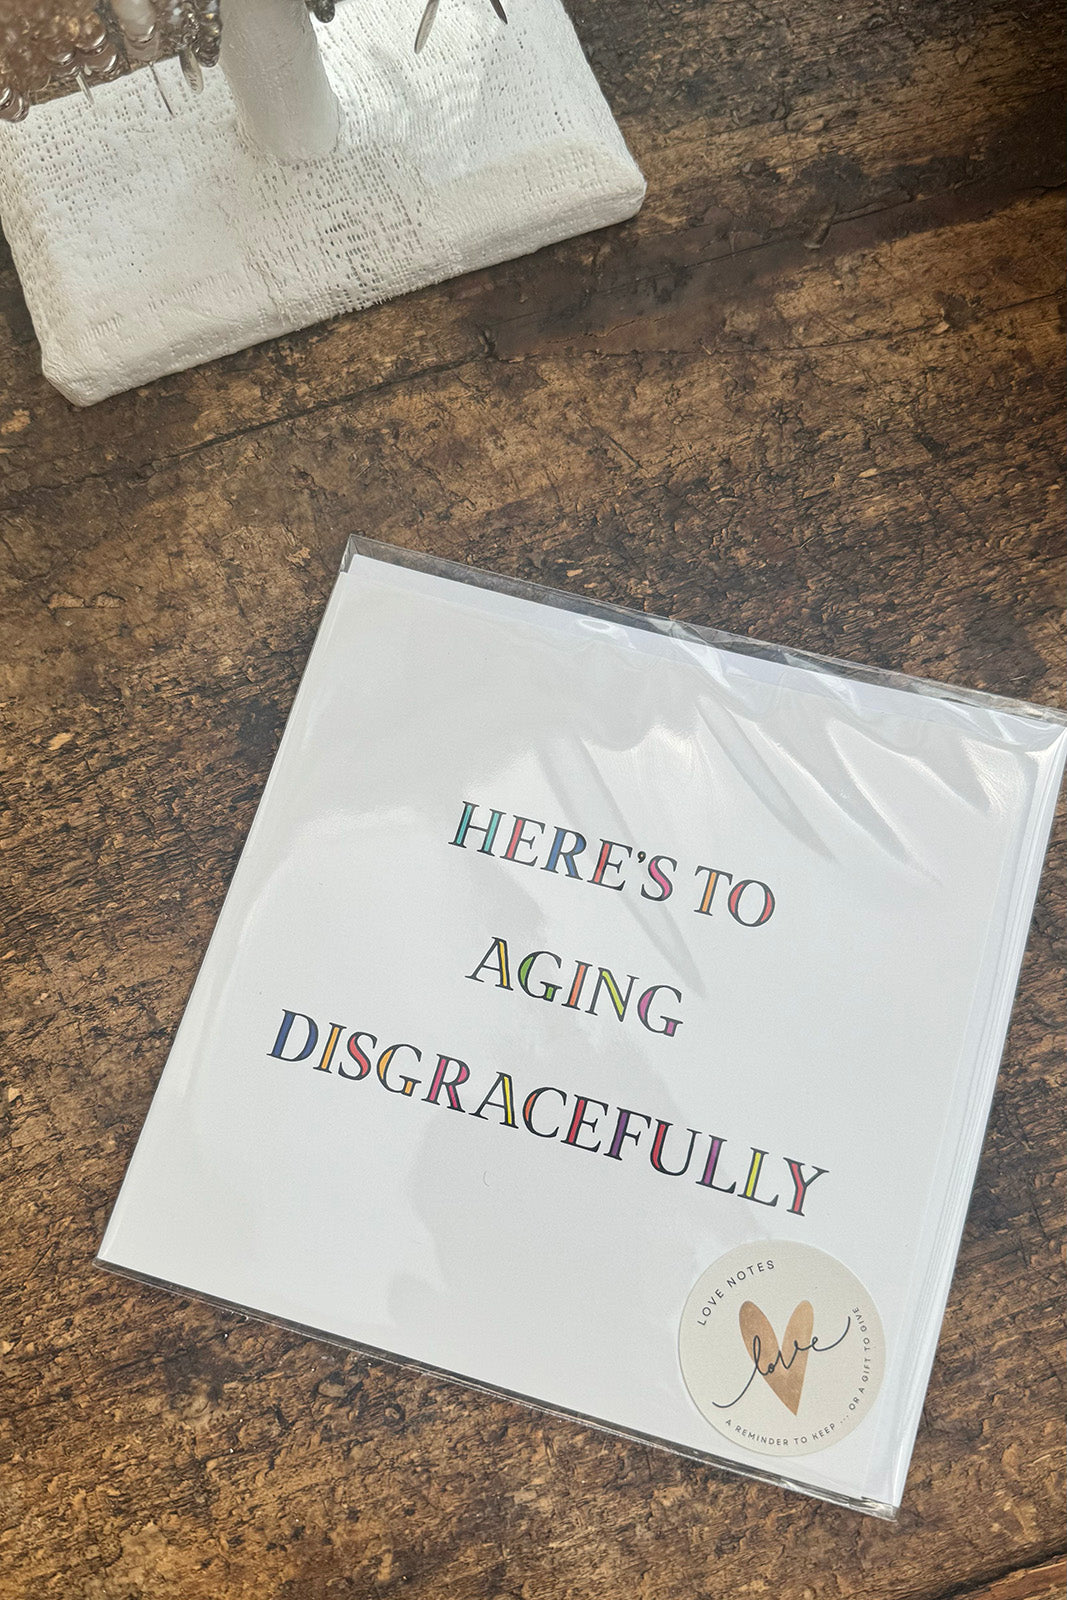 HERE'S TO
AGING
DISGRACEFULLY
LOVE NOTES
love
A REMINDER TO KEEP ... OR A GIFT TO GIVE